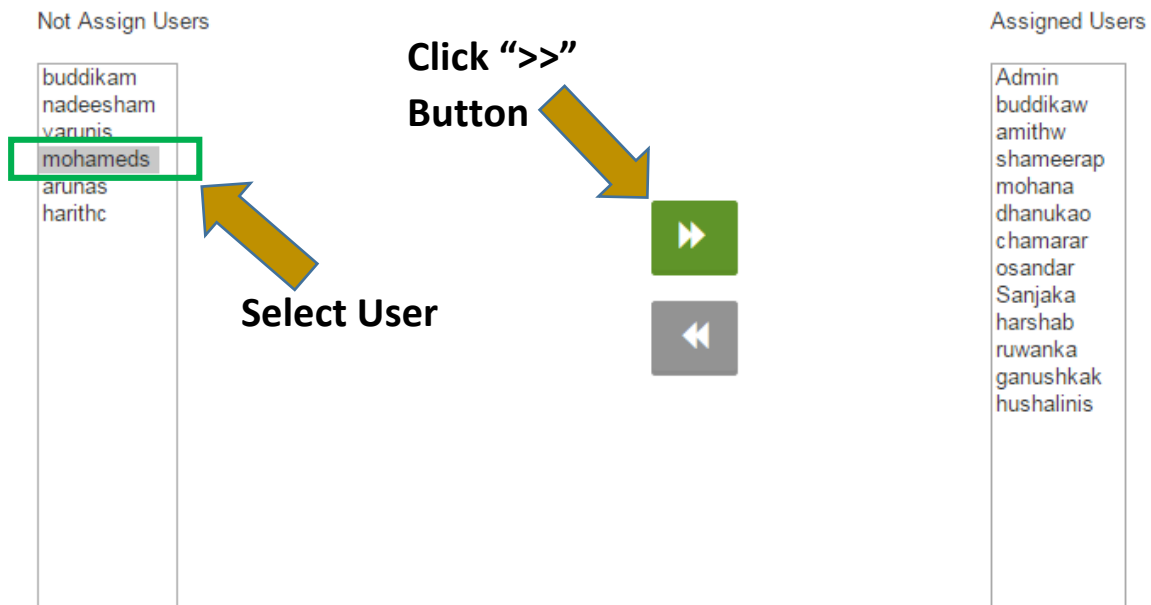 Not Assign Users
buddikam
nadeesham
varunis
mohameds
arunas
harithc
Click “>>”
Button
Select User
Assigned Users
Admin
buddikaw
amithw
shameerap
mohana
dhanukao
chamarar
osandar
Sanjaka
harshab
ruwanka
ganushkak
hushalinis